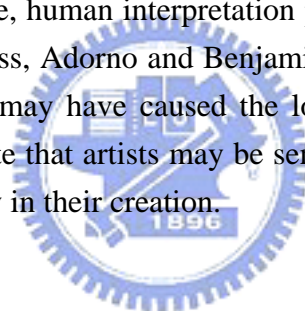 e, human interpretation
ss, Adorno and Benjami
may have caused the lo
te that artists may be ser
in their creation.
1896